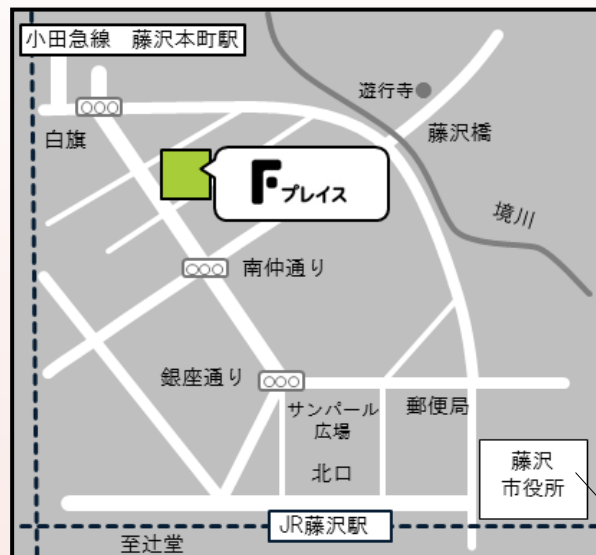 小田急線　藤沢本町駅
遊行寺
藤沢橋
白旗
Fプレイス
境川
南仲通り
銀座通り
サンパール
広場
郵便局
北口
藤沢
市役所
JR藤沢駅
至辻堂